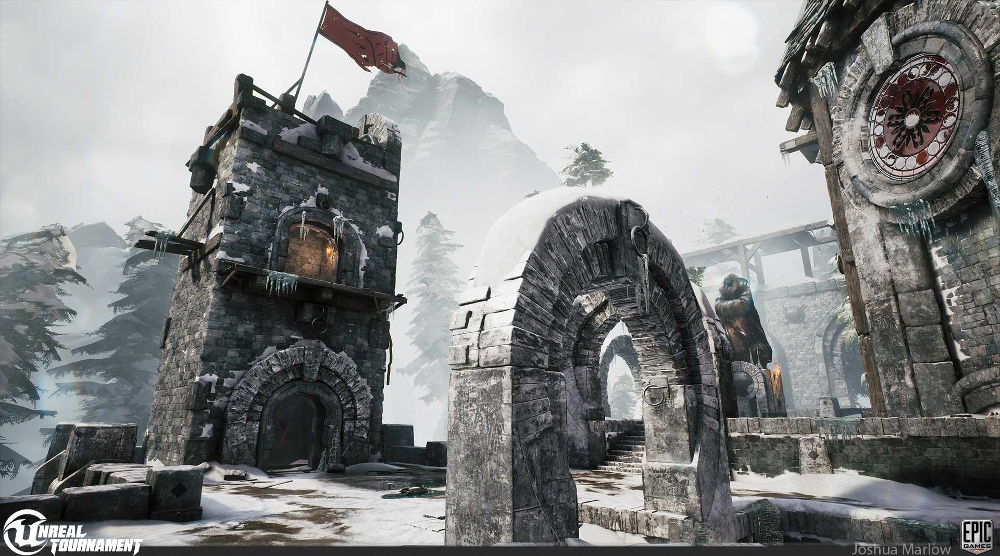 UNREAL
TOURNAMENT
Joshua Marlow
EPIC
GAMES